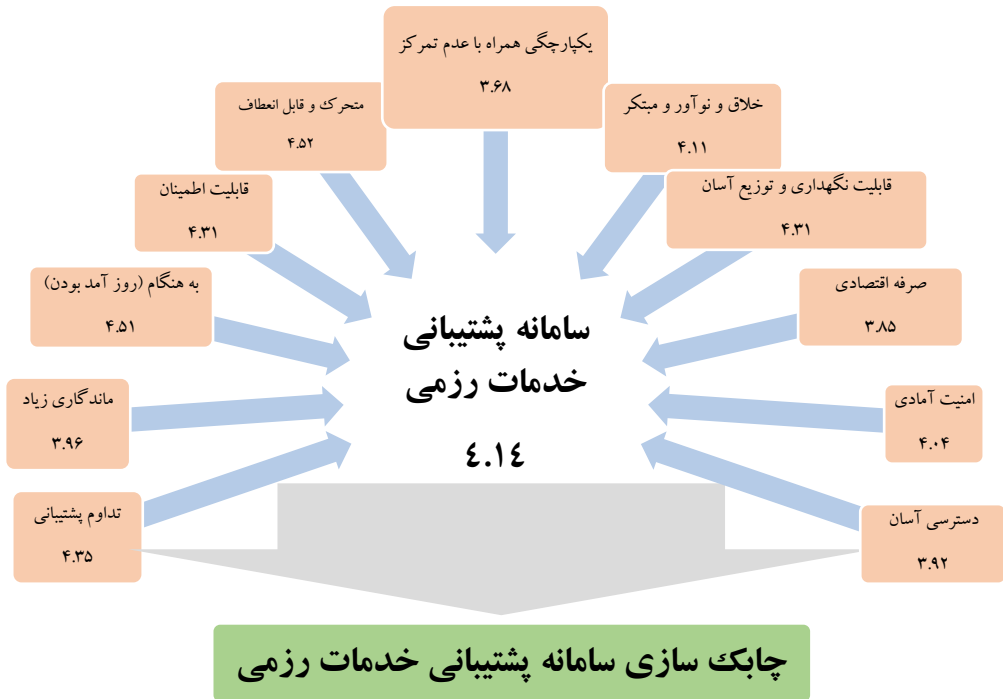 یکپارچگی همراه با عدم تمرکز
۳.۶۸
خلاق و نوآور و مبتکر
۴.۱۱
متحرک و قابل انعطاف
۴.۵۲
قابلیت نگهداری و توزیع آسان
۴.۳۱
قابلیت اطمینان
۴.۳۱
صرفه اقتصادی
۳.۸۵
به هنگام (روز آمد بودن)
۴.۵۱
امنیت آمادی
۴.۰۴
ماندگاری زیاد
۳.۹۶
دسترسی آسان
۳.۹۲
تداوم پشتیبانی
۴.۳۵
سامانه پشتیبانی
خدمات رزمی
٤.١٤
چابک سازی سامانه پشتیبانی خدمات رزمی